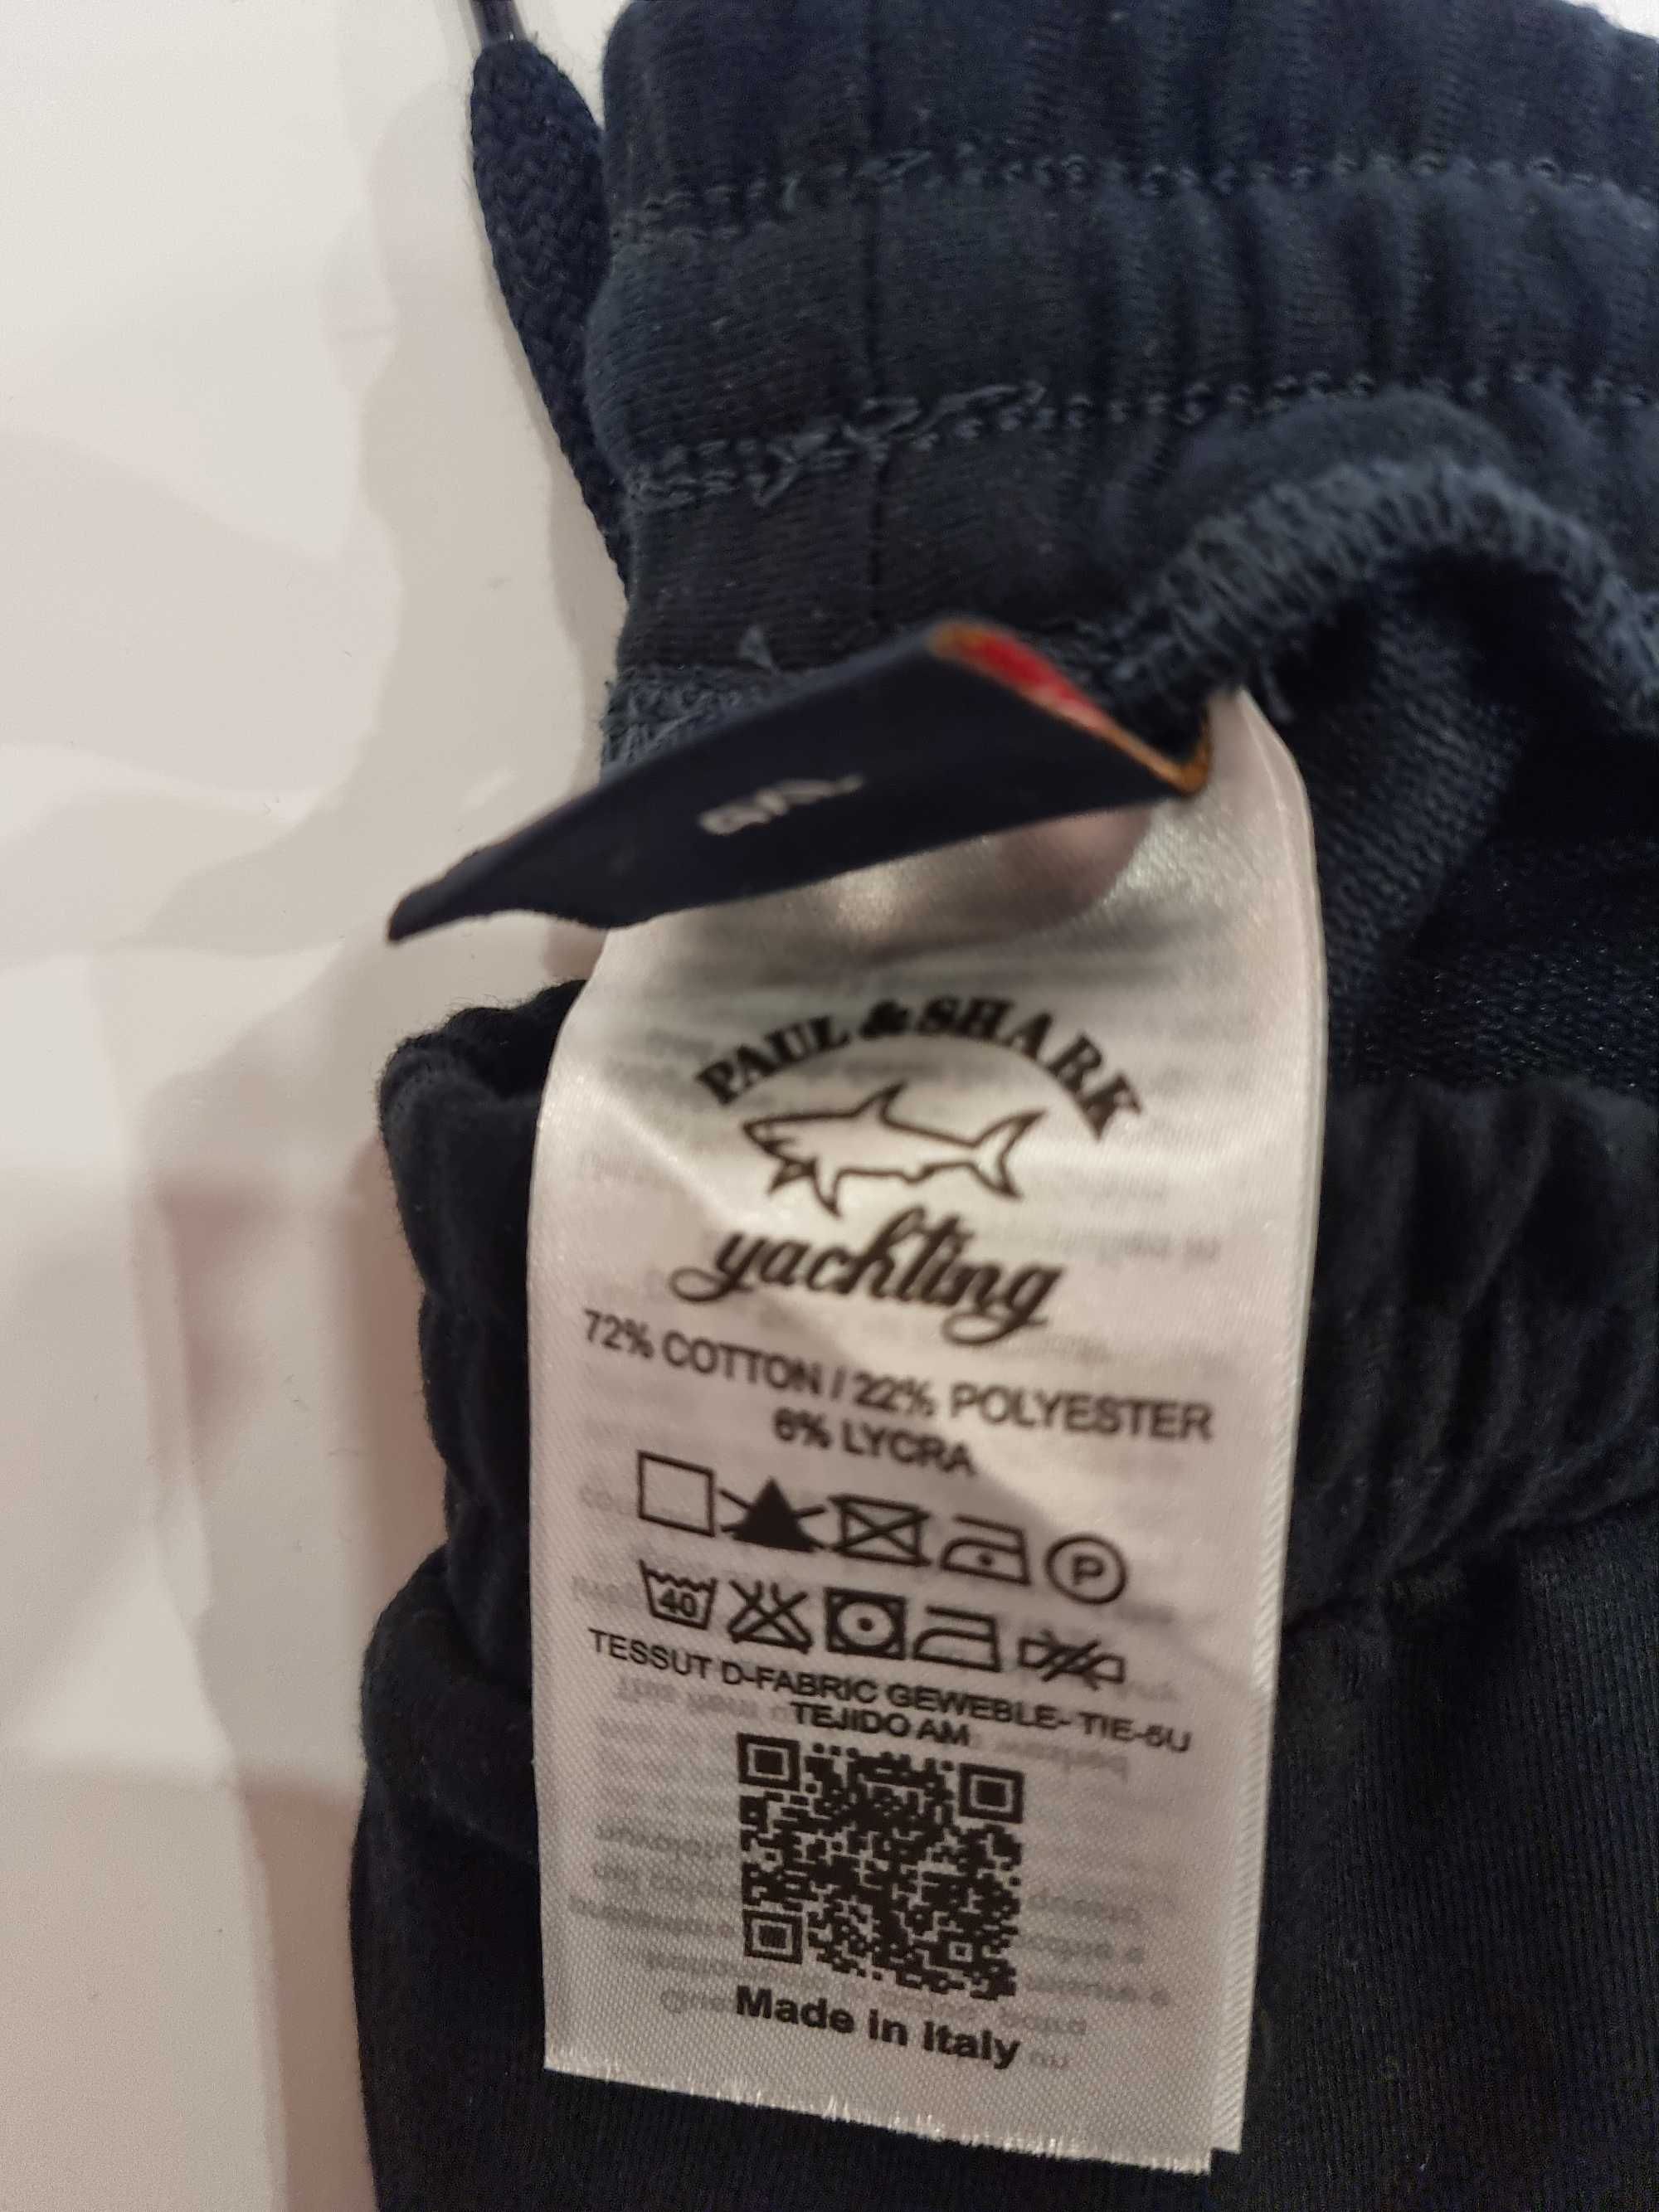 PAUL & SHARK
yachting
72% COTTON / 22% POLYESTER
6% LYCRA
P
40
TESSUT D-FABRIC GEWEBLE- TIE-5U
TEJIDO AM
Made in Italy